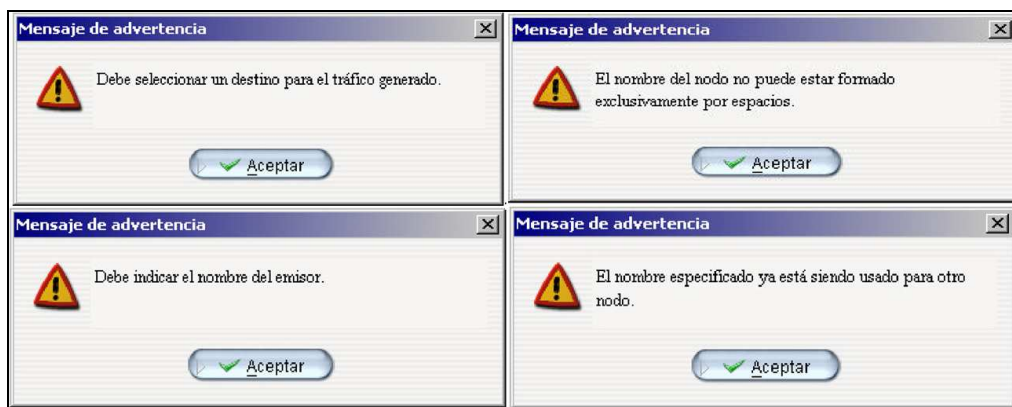 Mensaje de advertencia
Debe seleccionar un destino para el tráfico generado.
Aceptar
Mensaje de advertencia
El nombre del nodo no puede estar formado
exclusivamente por espacios.
Aceptar
Mensaje de advertencia
Debe indicar el nombre del emisor.
Aceptar
Mensaje de advertencia
El nombre especificado ya está siendo usado para otro
nodo.
Aceptar